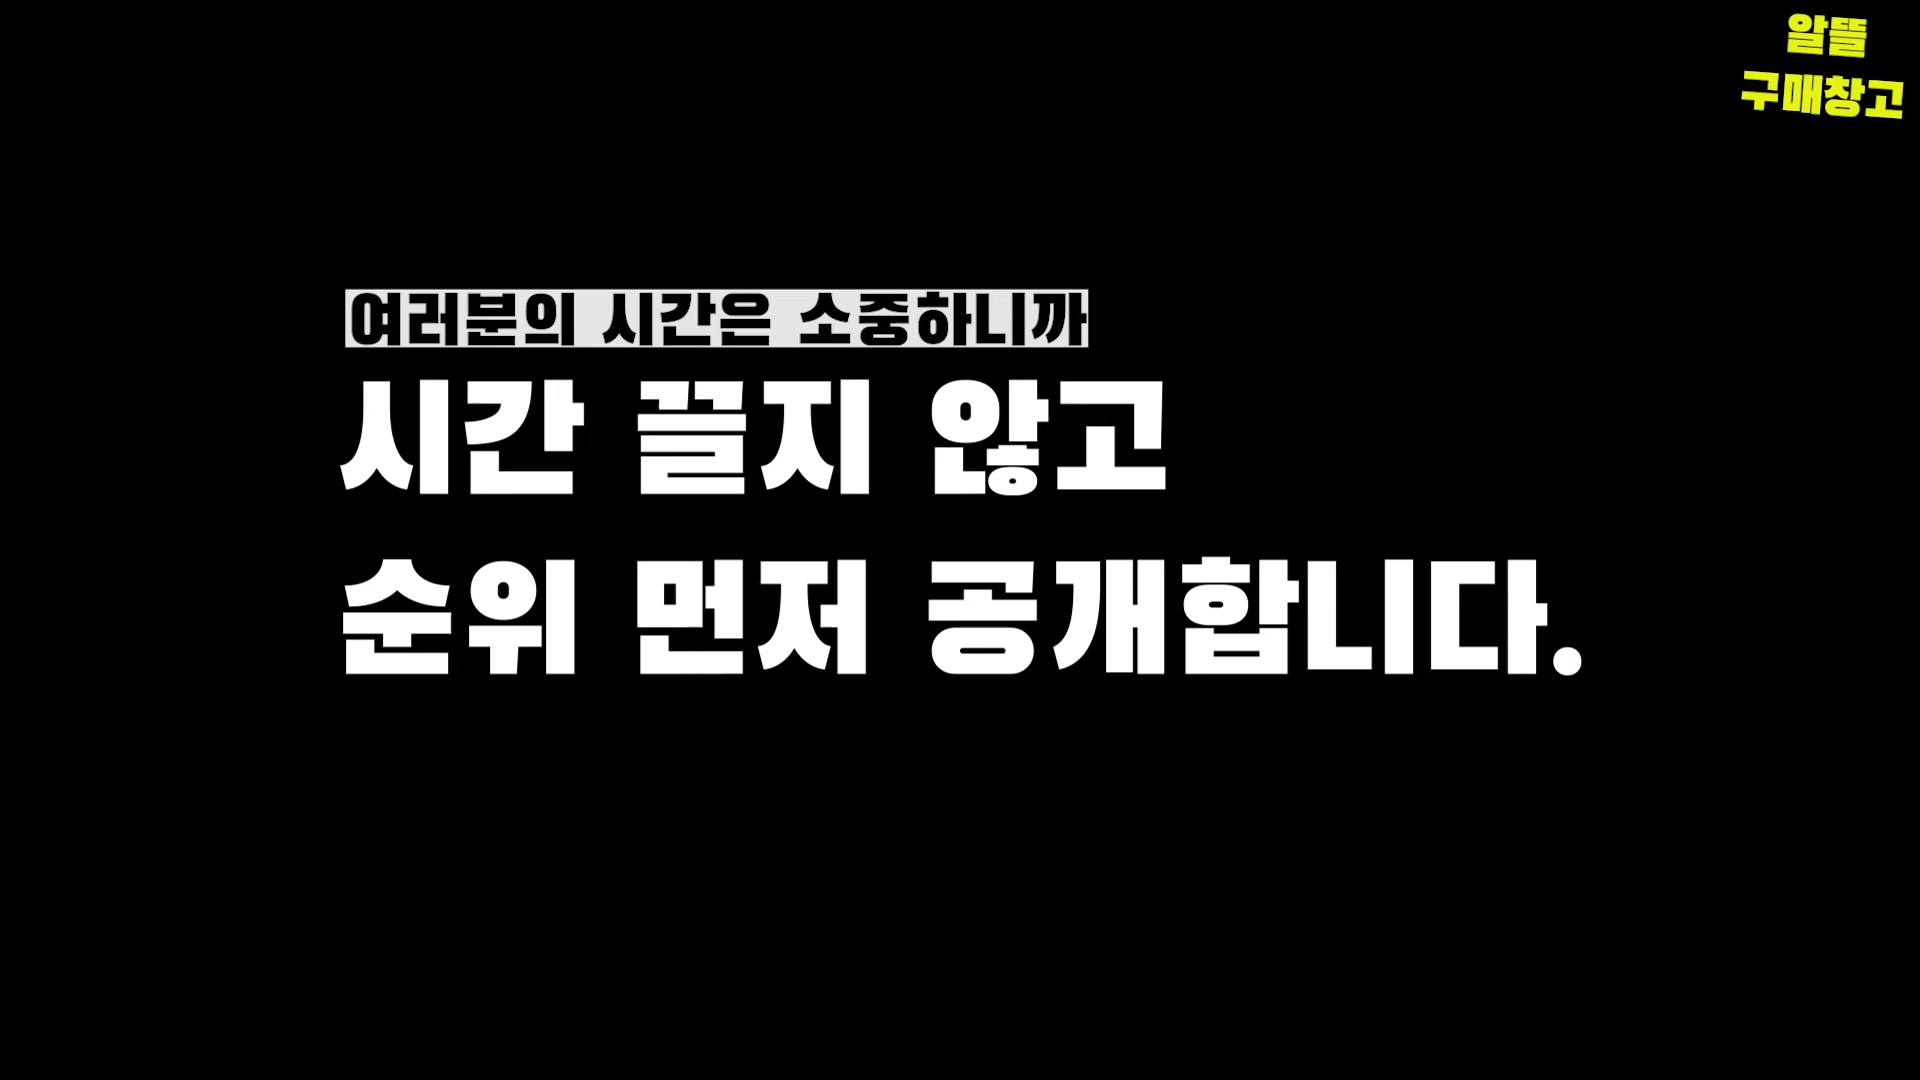 알뜰
구매창고
여러분의 시간은 소중하니까
시간 끌지 않고
순위 먼저 공개합니다.